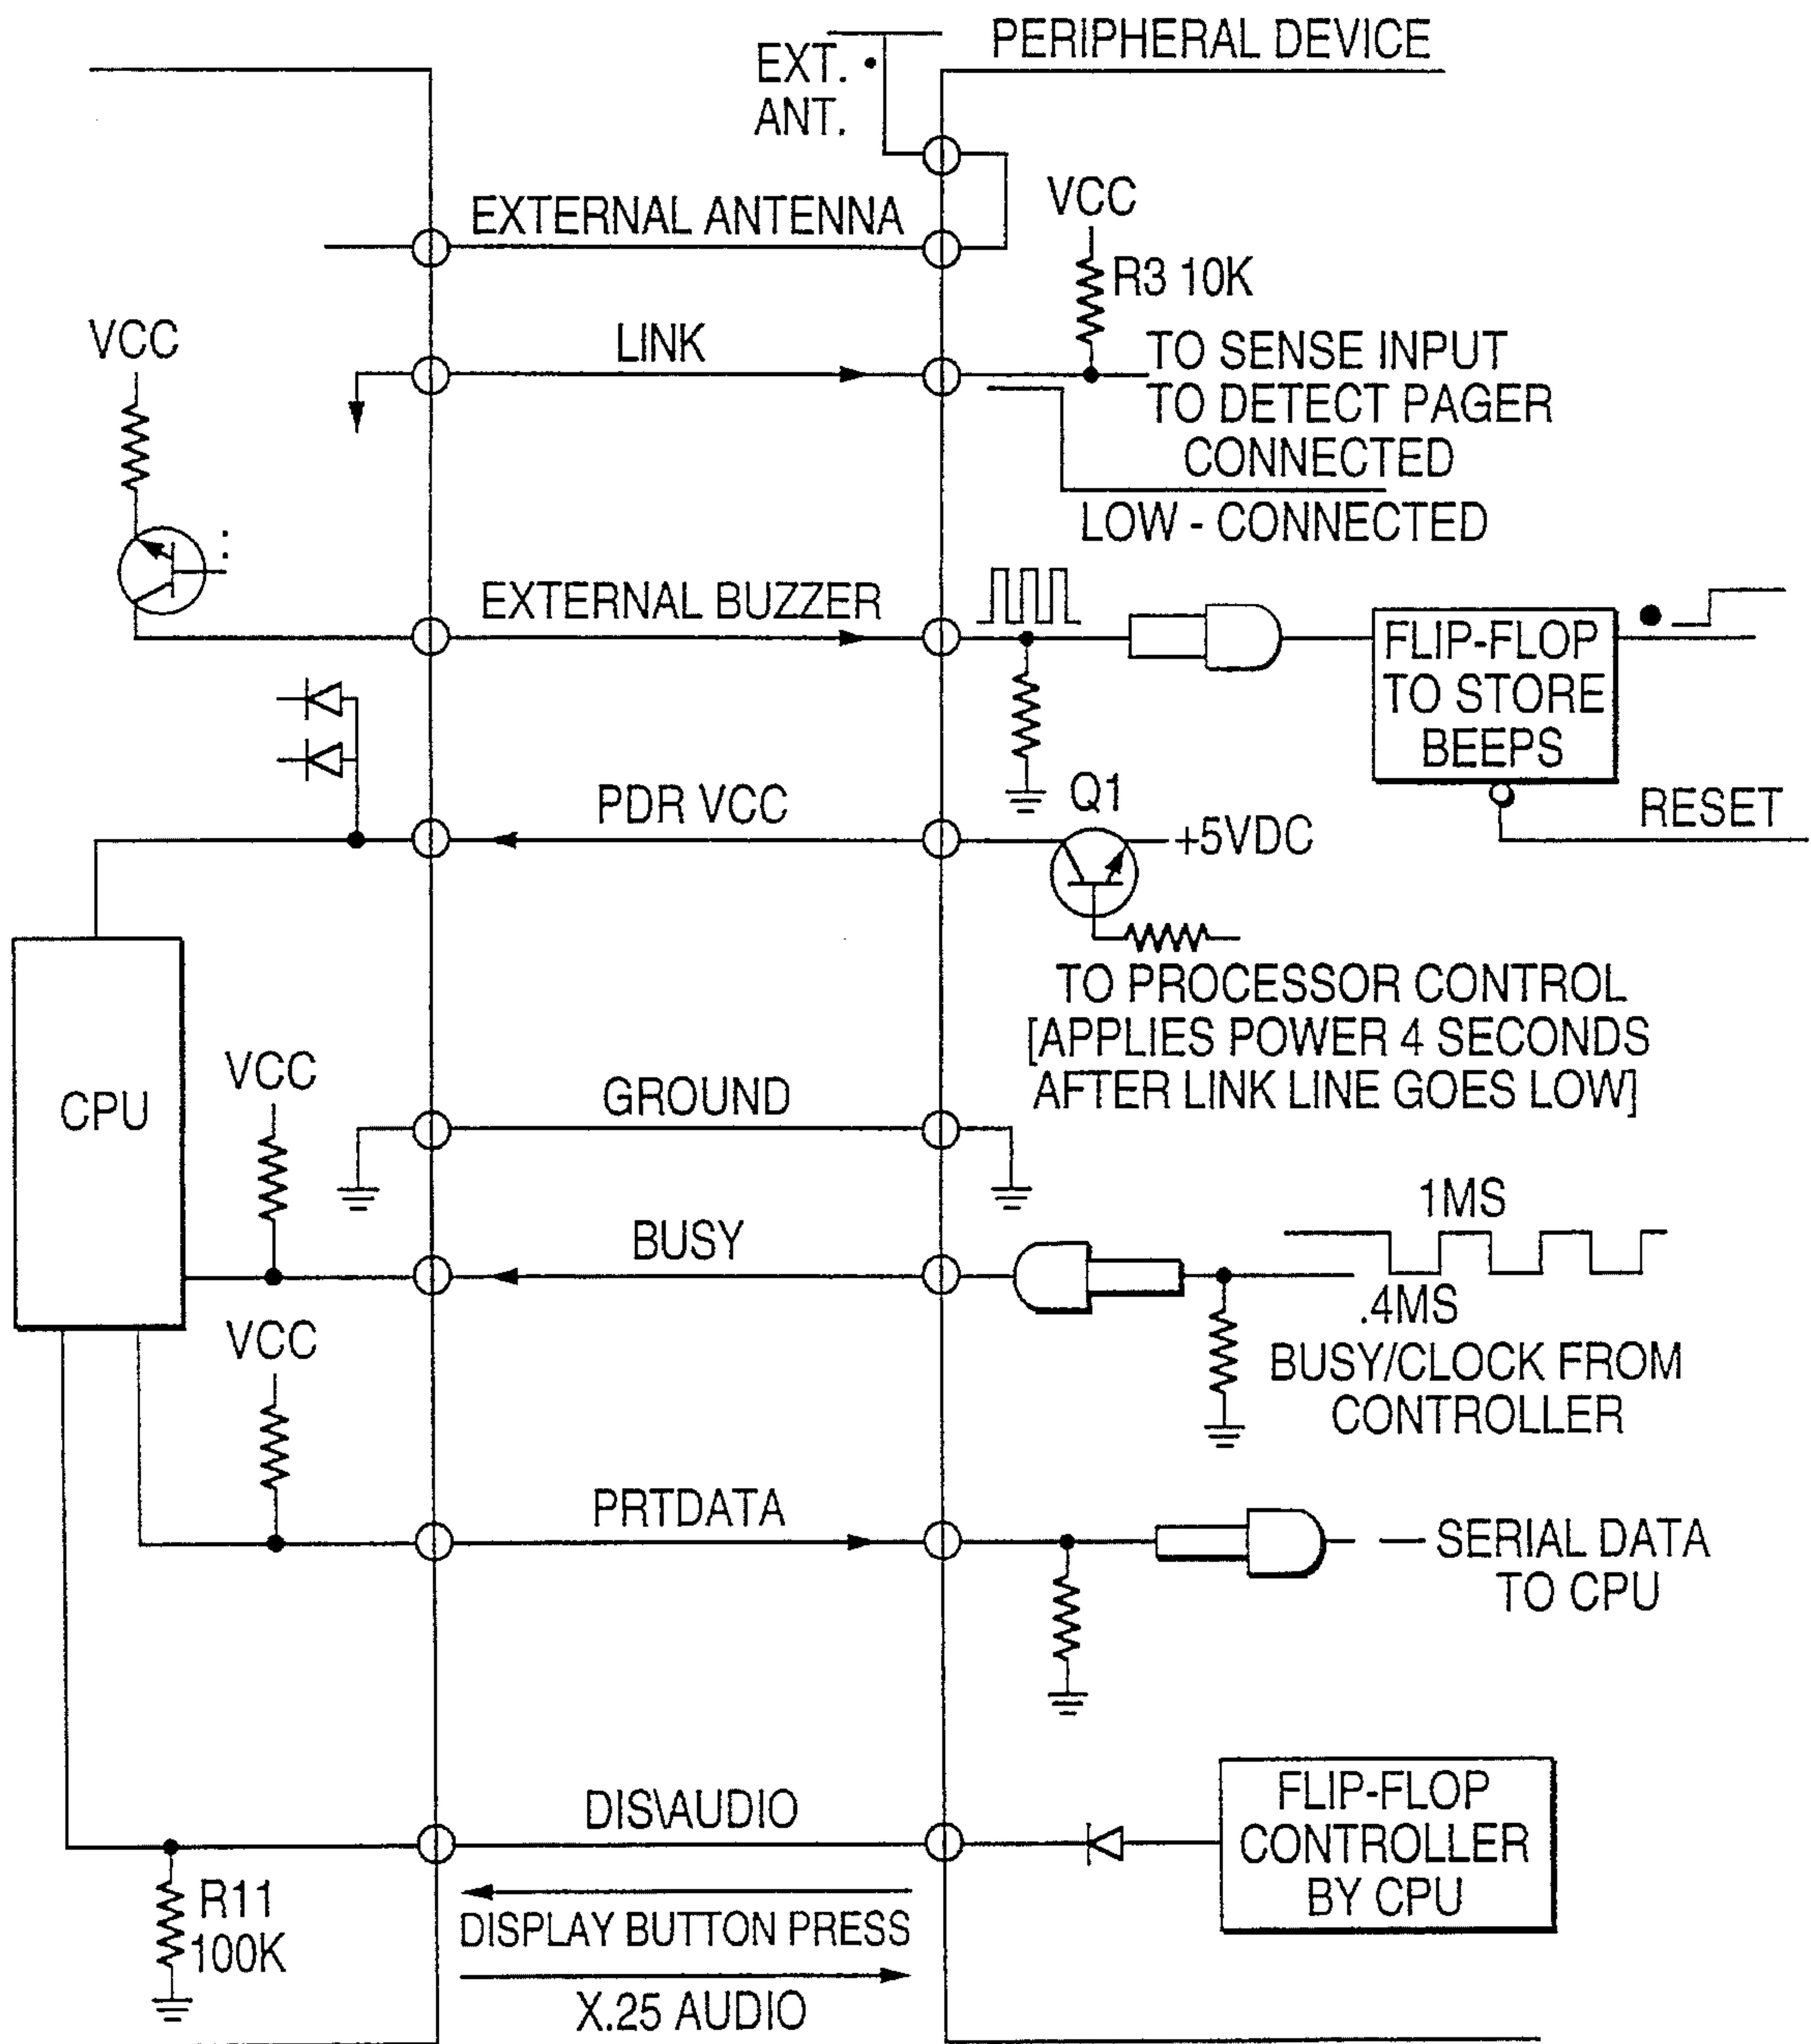 PERIPHERAL DEVICE
EXT.
ANT.
EXTERNAL ANTENNA
VCC
R3 10K
VCC
LINK
TO SENSE INPUT
TO DETECT PAGER
CONNECTED
LOW - CONNECTED
EXTERNAL BUZZER
FLIP-FLOP
TO STORE
BEEPS
RESET
PDR VCC
Q1
+5VDC
TO PROCESSOR CONTROL
[APPLIES POWER 4 SECONDS
AFTER LINK LINE GOES LOW]
CPU
VCC
GROUND
BUSY
1MS
.4MS
BUSY/CLOCK FROM
CONTROLLER
VCC
PRTDATA
SERIAL DATA
TO CPU
DIS\AUDIO
FLIP-FLOP
CONTROLLER
BY CPU
R11
100K
DISPLAY BUTTON PRESS
X.25 AUDIO